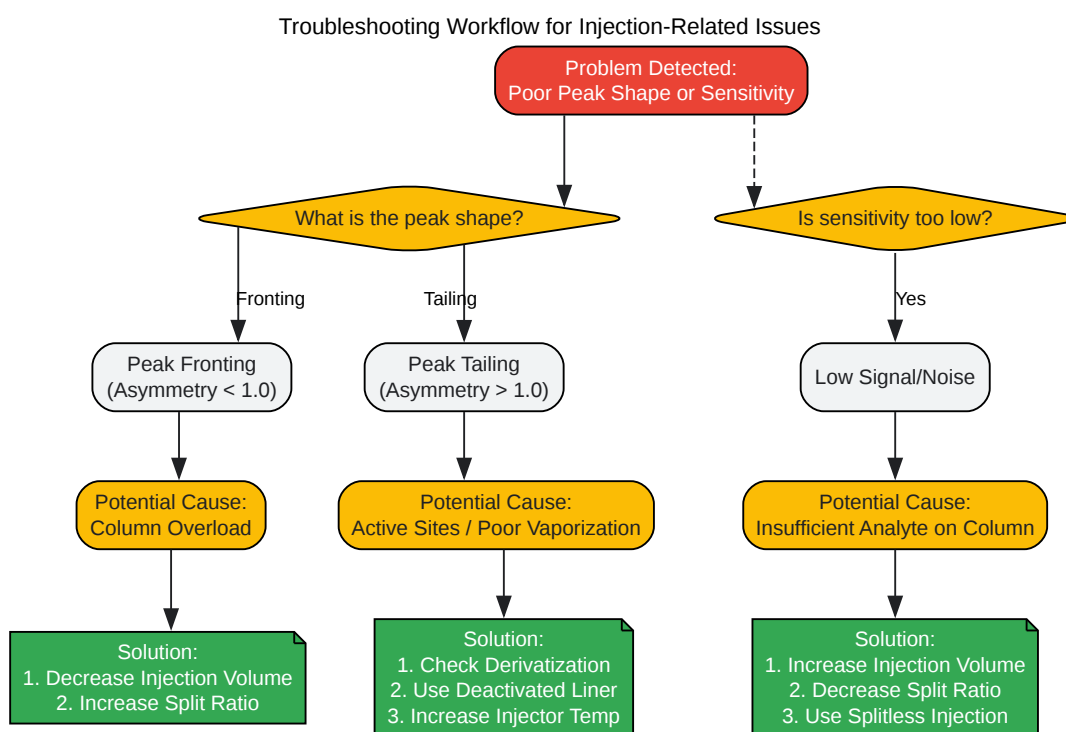 Troubleshooting Workflow for Injection-Related Issues
Problem Detected:
Poor Peak Shape or Sensitivity
What is the peak shape?
Is sensitivity too low?
Fronting
Tailing
Yes
Peak Fronting
(Asymmetry < 1.0)
Peak Tailing
(Asymmetry > 1.0)
Low Signal/Noise
Potential Cause:
Column Overload
Potential Cause:
Active Sites / Poor Vaporization
Potential Cause:
Insufficient Analyte on Column
Solution:
1. Decrease Injection Volume
2. Increase Split Ratio
Solution:
1. Check Derivatization
2. Use Deactivated Liner
3. Increase Injector Temp
Solution:
1. Increase Injection Volume
2. Decrease Split Ratio
3. Use Splitless Injection